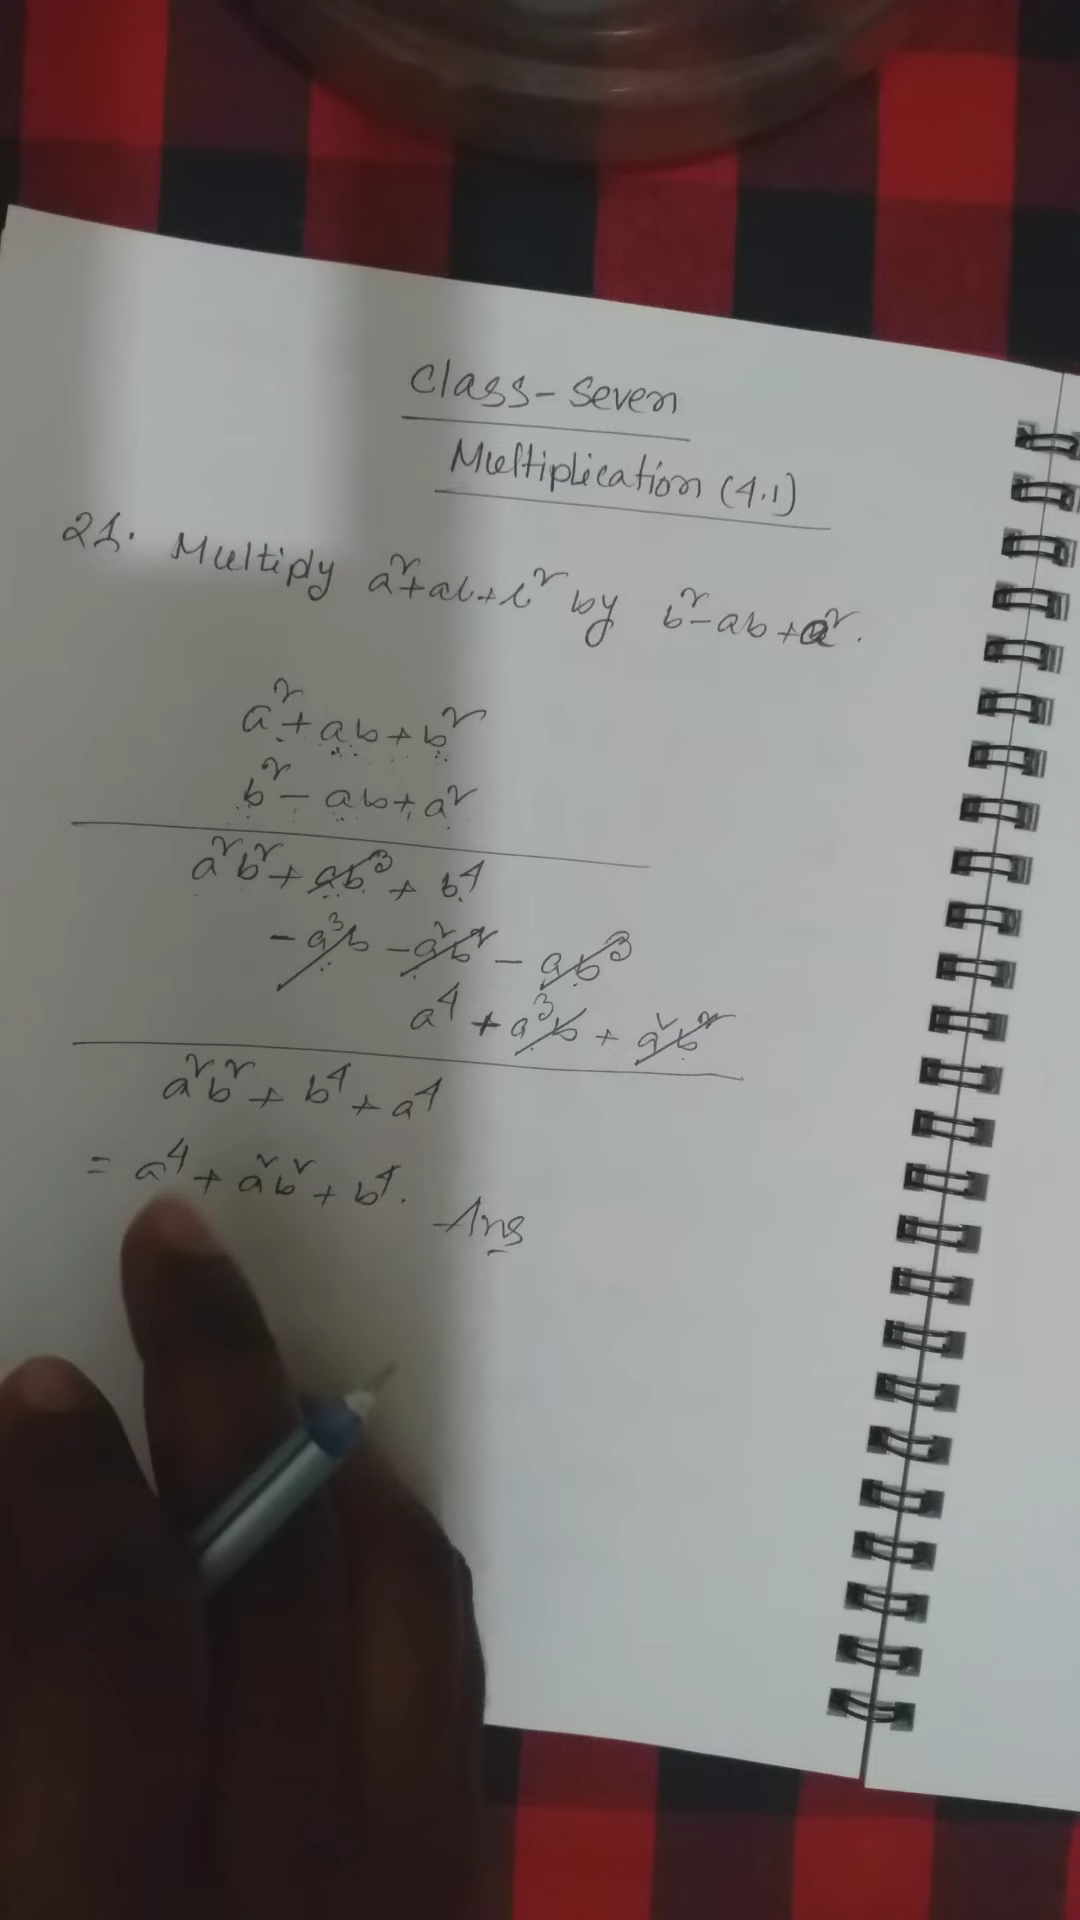 Class-Seven
Multiplication (4.1)
21. Multiply a²+ab+b² by b²-ab+a².
a²+ab+b²
b²-ab+a²
a²b²+ab³+b⁴
-a³b-a²b²-ab³
a⁴+a³b+a²b²
a²b²+b⁴+a⁴
=a⁴+a²b²+b⁴. Ans